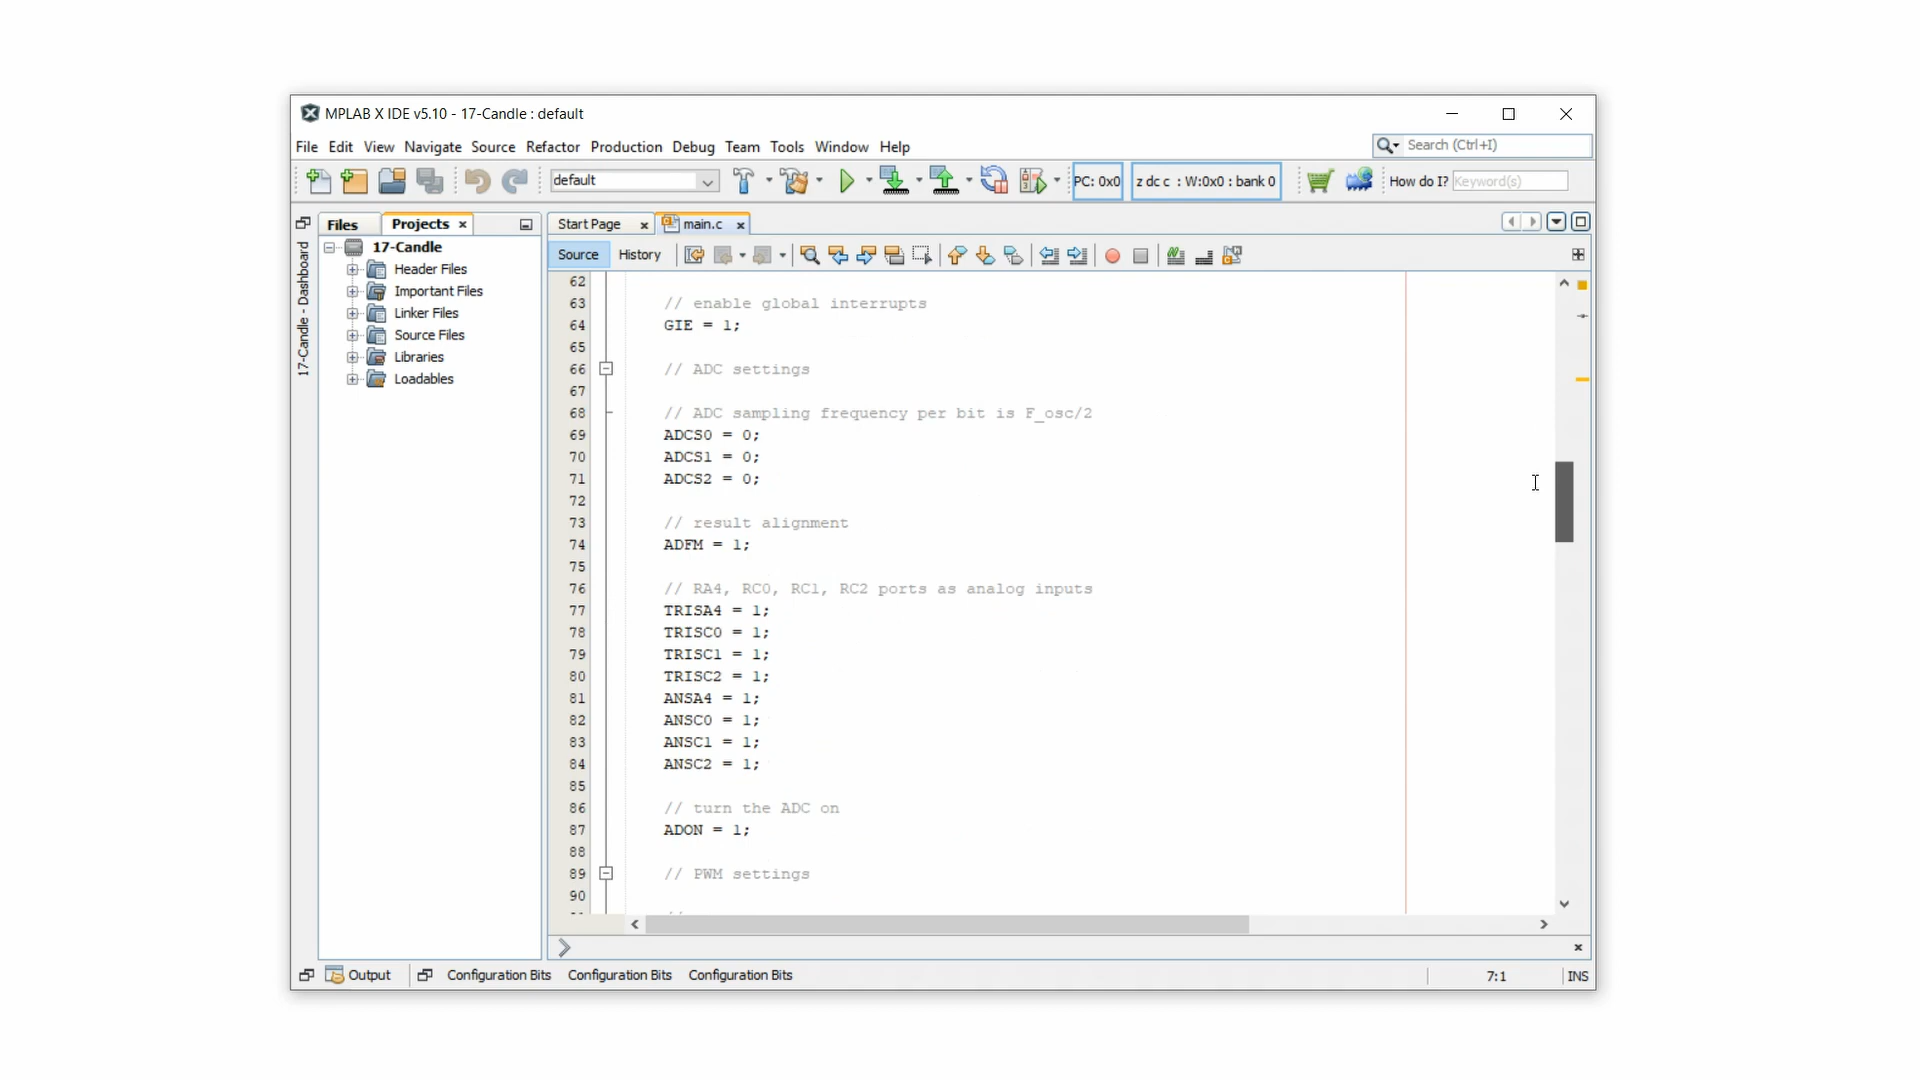 MPLAB X IDE v5.10 - 17-Candle : default
File Edit View Navigate Source Refactor Production Debug Team Tools Window Help
Search (Ctrl+I)
default
PC: 0x0
z dc c : W:0x0 : bank 0
How do I? Keyword(s)
17-Candle - Dashboard
Files
Projects
17-Candle
Header Files
Important Files
Linker Files
Source Files
Libraries
Loadables
Start Page
main.c
Source
History
62
63 // enable global interrupts
64 GIE = 1;
65
66 // ADC settings
67
68 // ADC sampling frequency per bit is F_osc/2
69 ADCS0 = 0;
70 ADCS1 = 0;
71 ADCS2 = 0;
72
73 // result alignment
74 ADFM = 1;
75
76 // RA4, RC0, RC1, RC2 ports as analog inputs
77 TRISA4 = 1;
78 TRISC0 = 1;
79 TRISC1 = 1;
80 TRISC2 = 1;
81 ANSA4 = 1;
82 ANSC0 = 1;
83 ANSC1 = 1;
84 ANSC2 = 1;
85
86 // turn the ADC on
87 ADON = 1;
88
89 // PWM settings
90
Output
Configuration Bits
Configuration Bits
Configuration Bits
7:1
INS